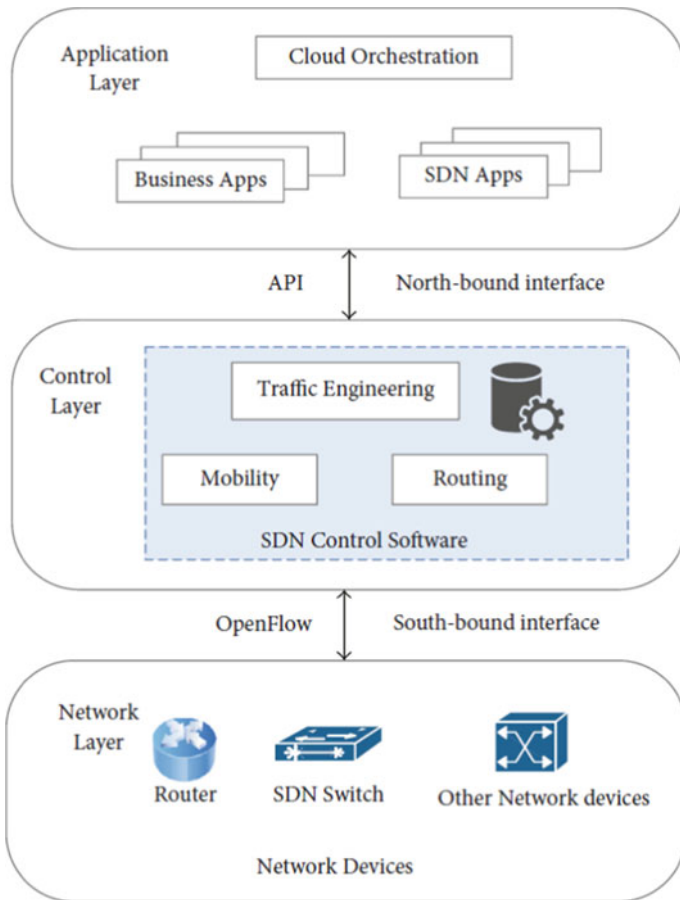 Application
Layer
Cloud Orchestration
Business Apps
SDN Apps
API
North-bound interface
Control
Layer
Traffic Engineering
Mobility
Routing
SDN Control Software
OpenFlow
South-bound interface
Network
Layer
Router
SDN Switch
Other Network devices
Network Devices